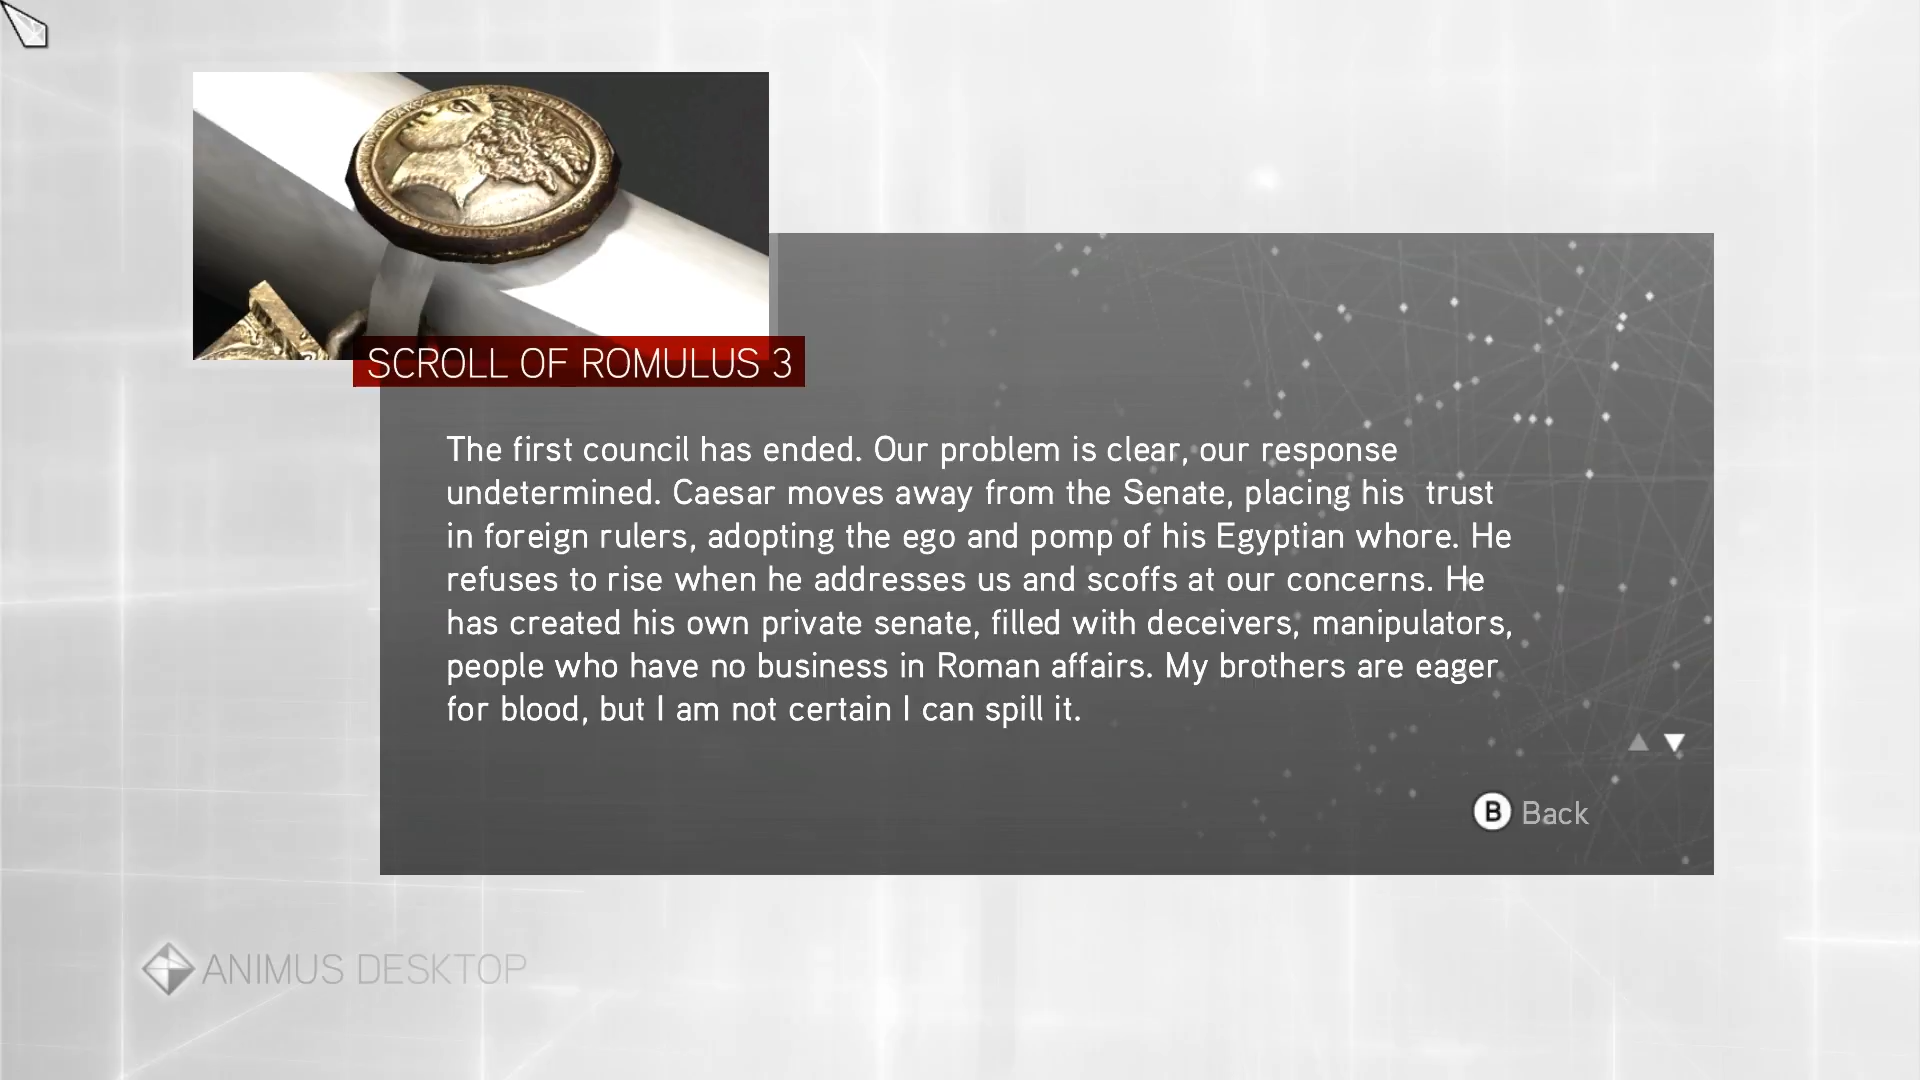 SCROLL OF ROMULUS 3
The first council has ended. Our problem is clear, our response
undetermined. Caesar moves away from the Senate, placing his  trust
in foreign rulers, adopting the ego and pomp of his Egyptian whore. He
refuses to rise when he addresses us and scoffs at our concerns. He
has created his own private senate, filled with deceivers, manipulators,
people who have no business in Roman affairs. My brothers are eager
for blood, but I am not certain I can spill it.
B Back
ANIMUS DESKTOP